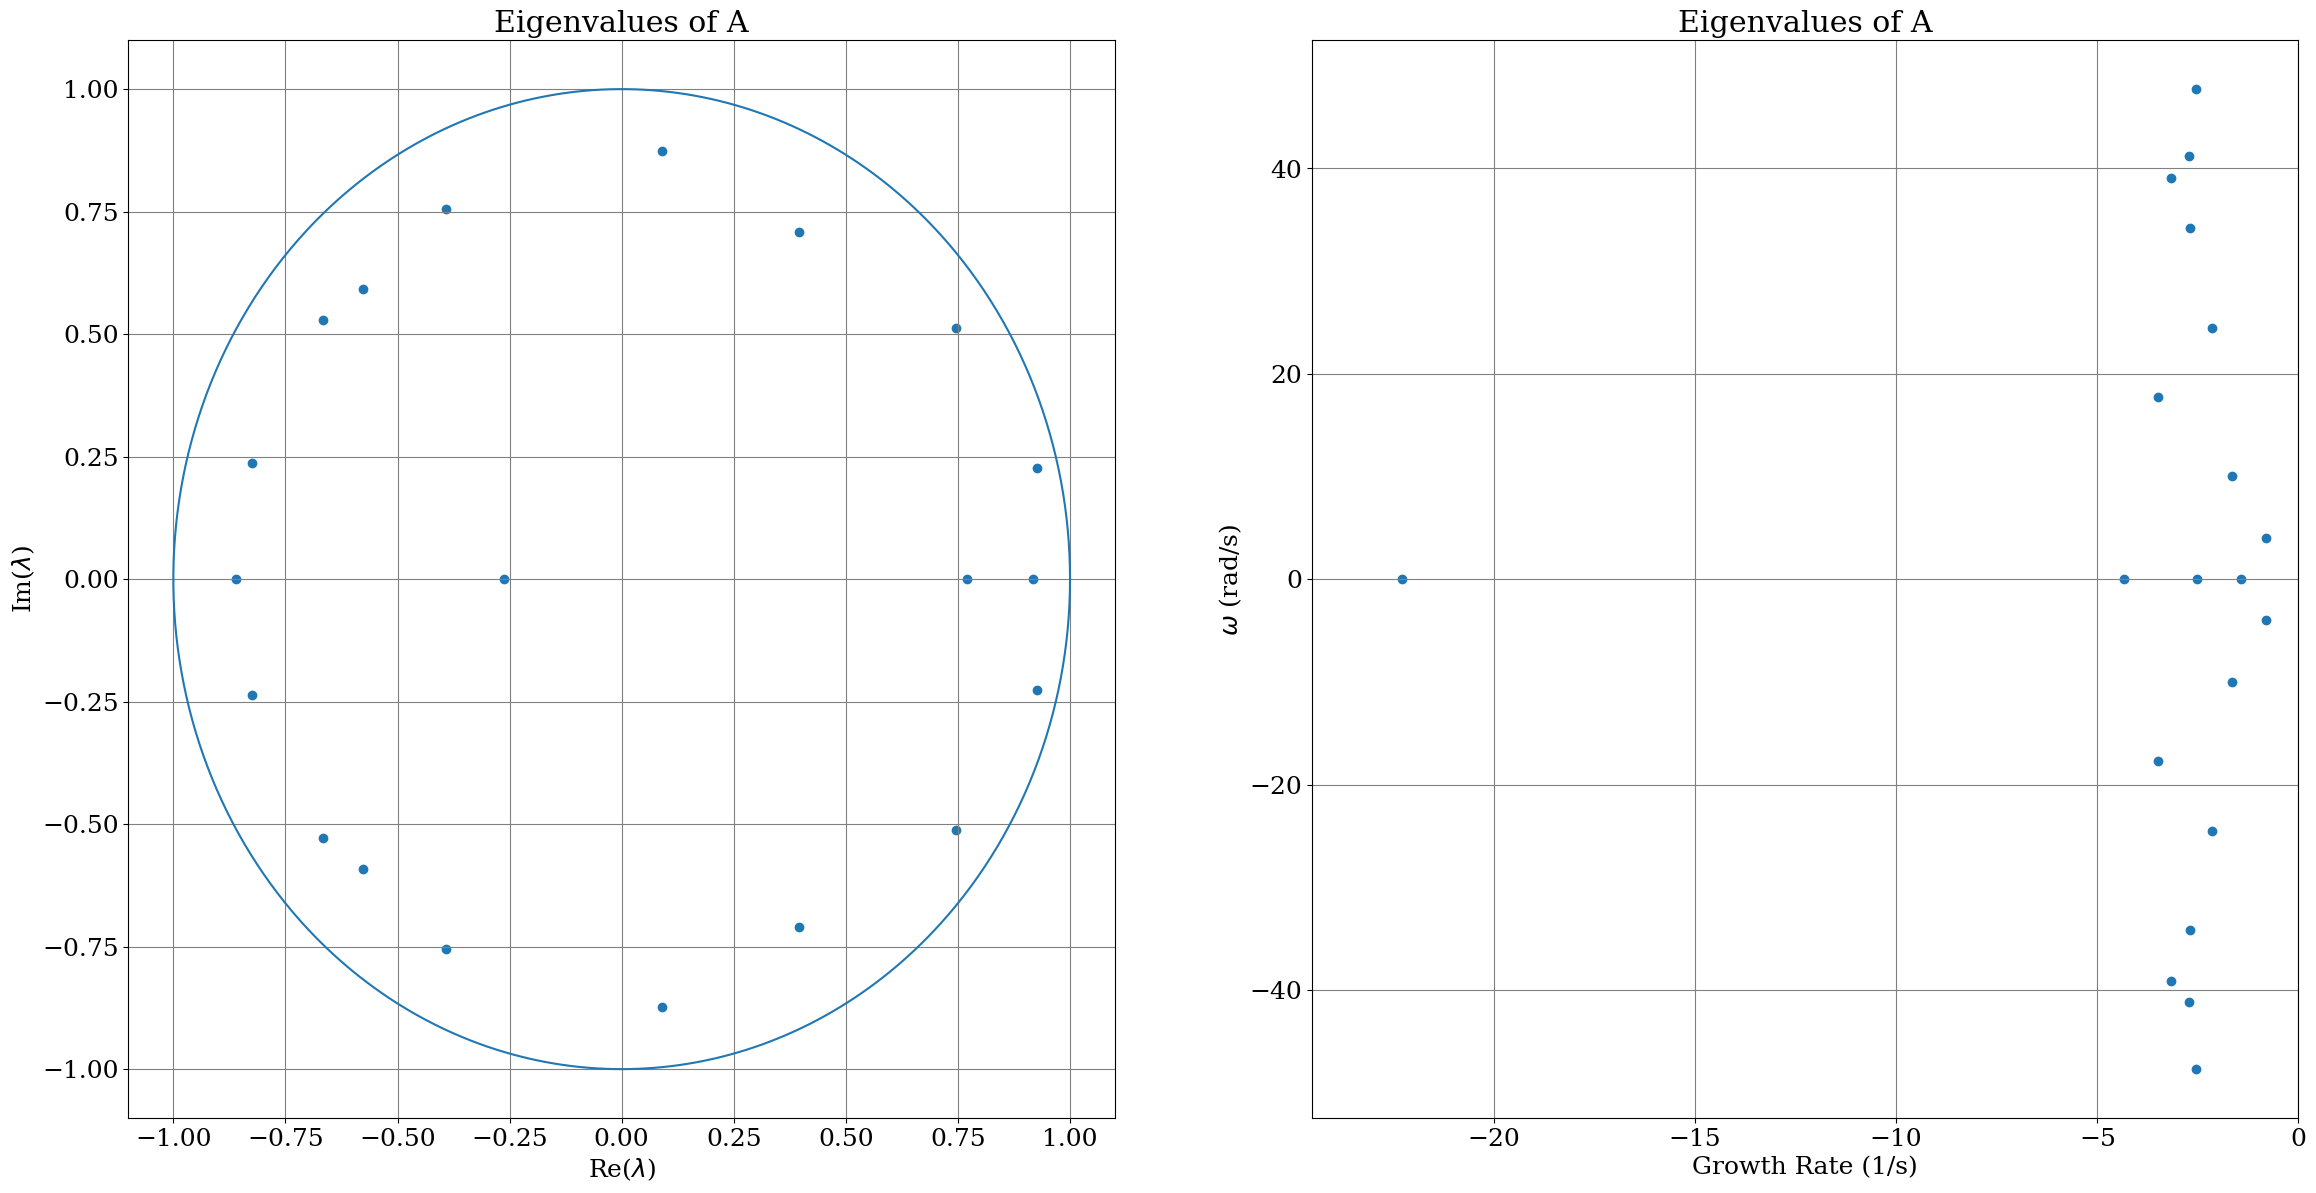 Eigenvalues of A
1.00
0.75
0.50
0.25
0.00
−0.25
−0.50
−0.75
−1.00
Im(λ)
−1.00 −0.75 −0.50 −0.25 0.00 0.25 0.50 0.75 1.00
Re(λ)
Eigenvalues of A
40
20
0
−20
−40
ω (rad/s)
−20 −15 −10 −5 0
Growth Rate (1/s)